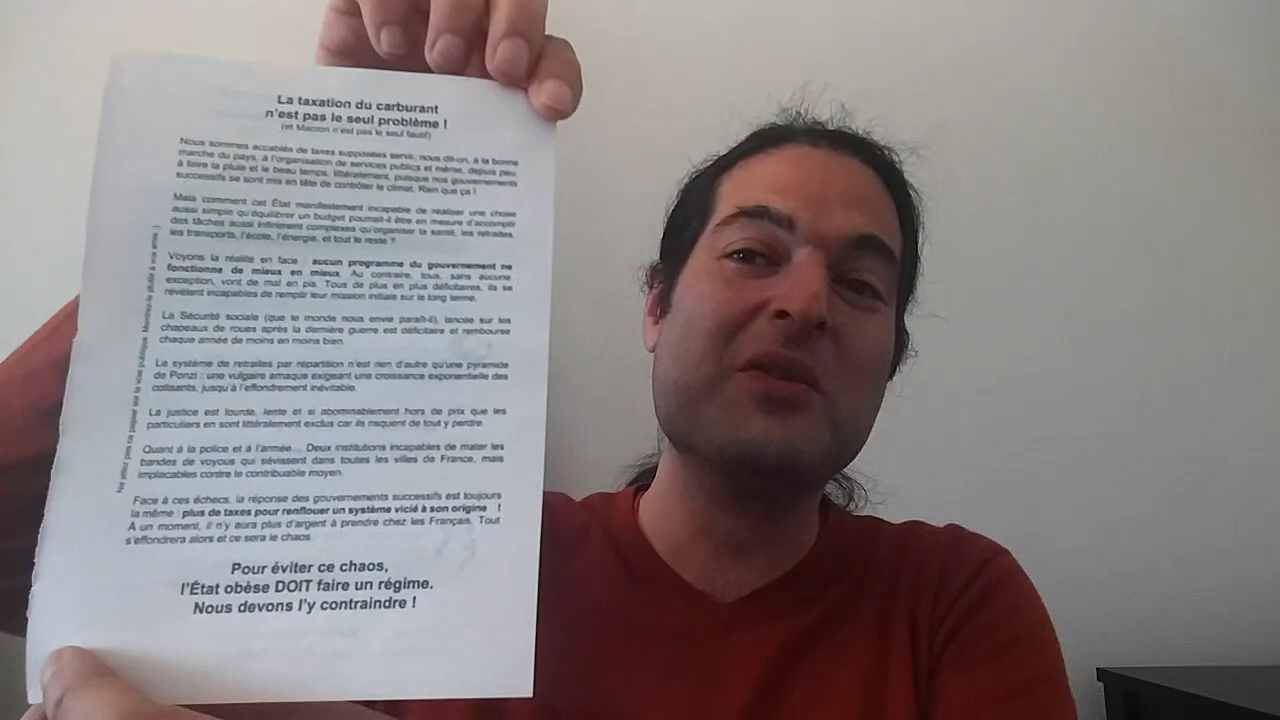 La taxation du carburant
n'est pas le seul problème !
(et Macron n'est pas le seul fautif)
Nous sommes accablés de taxes supposées servir, nous dit-on, à la bonne
marche du pays, à l'organisation de services publics et même, depuis peu,
à faire la pluie et le beau temps, littéralement, puisque nos gouvernements
successifs se sont mis en tête de contrôler le climat. Rien que ça !
Mais comment cet État manifestement incapable de réaliser une chose
aussi simple qu'équilibrer un budget pourrait-il être en mesure d'accomplir
des tâches aussi infiniment complexes qu'organiser la santé, les retraites,
les transports, l'école, l'énergie, et tout le reste ?
Voyons la réalité en face : aucun programme du gouvernement ne
fonctionne de mieux en mieux. Au contraire, tous, sans aucune
exception, vont de mal en pis. Tous de plus en plus déficitaires, ils se
révèlent incapables de remplir leur mission initiale sur le long terme.
La Sécurité sociale (que le monde nous envie paraît-il), lancée sur les
chapeaux de roues après la dernière guerre est déficitaire et rembourse
chaque année de moins en moins bien.
Le système de retraites par répartition n'est rien d'autre qu'une pyramide
de Ponzi : une vulgaire arnaque exigeant une croissance exponentielle des
cotisants, jusqu'à l'effondrement inévitable.
La justice est lourde, lente et si abominablement hors de prix que les
particuliers en sont littéralement exclus car ils risquent de tout y perdre.
Quant à la police et à l'armée... Deux institutions incapables de mater les
bandes de voyous qui sévissent dans toutes les villes de France, mais
implacables contre le contribuable moyen.
Face à ces échecs, la réponse des gouvernements successifs est toujours
la même : plus de taxes pour renflouer un système vicié à son origine !
À un moment, il n'y aura plus d'argent à prendre chez les Français. Tout
s'effondrera alors et ce sera le chaos.
Pour éviter ce chaos,
l'État obèse DOIT faire un régime.
Nous devons l'y contraindre !
Ne jetez pas ce papier sur la voie publique. Montrez-le plutôt à vos amis :)